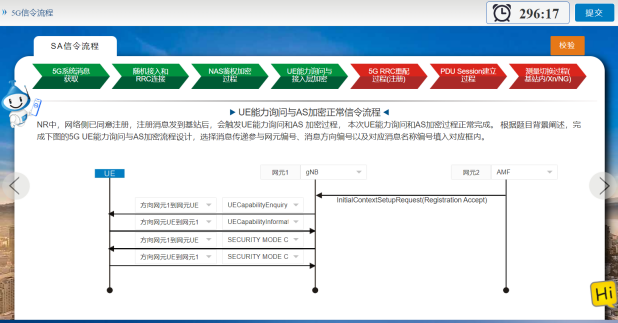 » 5G信令流程
296:17
提交
SA信令流程
校验
5G系统消息
获取
随机接入和
RRC连接
NAS鉴权加密
过程
UE能力询问与
接入层加密
5G RRC重配
过程(注册)
PDU Session建立
过程
测量切换过程(
基站内/Xn/NG)
▶ UE能力询问与AS加密正常信令流程 ◀
NR中，网络侧已同意注册，注册消息发到基站后，会触发UE能力询问和AS 加密过程， 本次UE能力询问和AS加密过程正常完成。 根据题目背景阐述，完
成下图的5G UE能力询问与AS加密流程设计，选择消息传递参与网元编号，消息方向编号以及对应消息名称编号填入对应框内。
UE
网元1 gNB
网元2 AMF
InitialContextSetupRequest(Registration Accept)
方向网元1到网元UE UECapabilityEnquiry
方向网元UE到网元1 UECapabilityInformat
方向网元1到网元UE SECURITY MODE C
方向网元UE到网元1 SECURITY MODE C
Hi